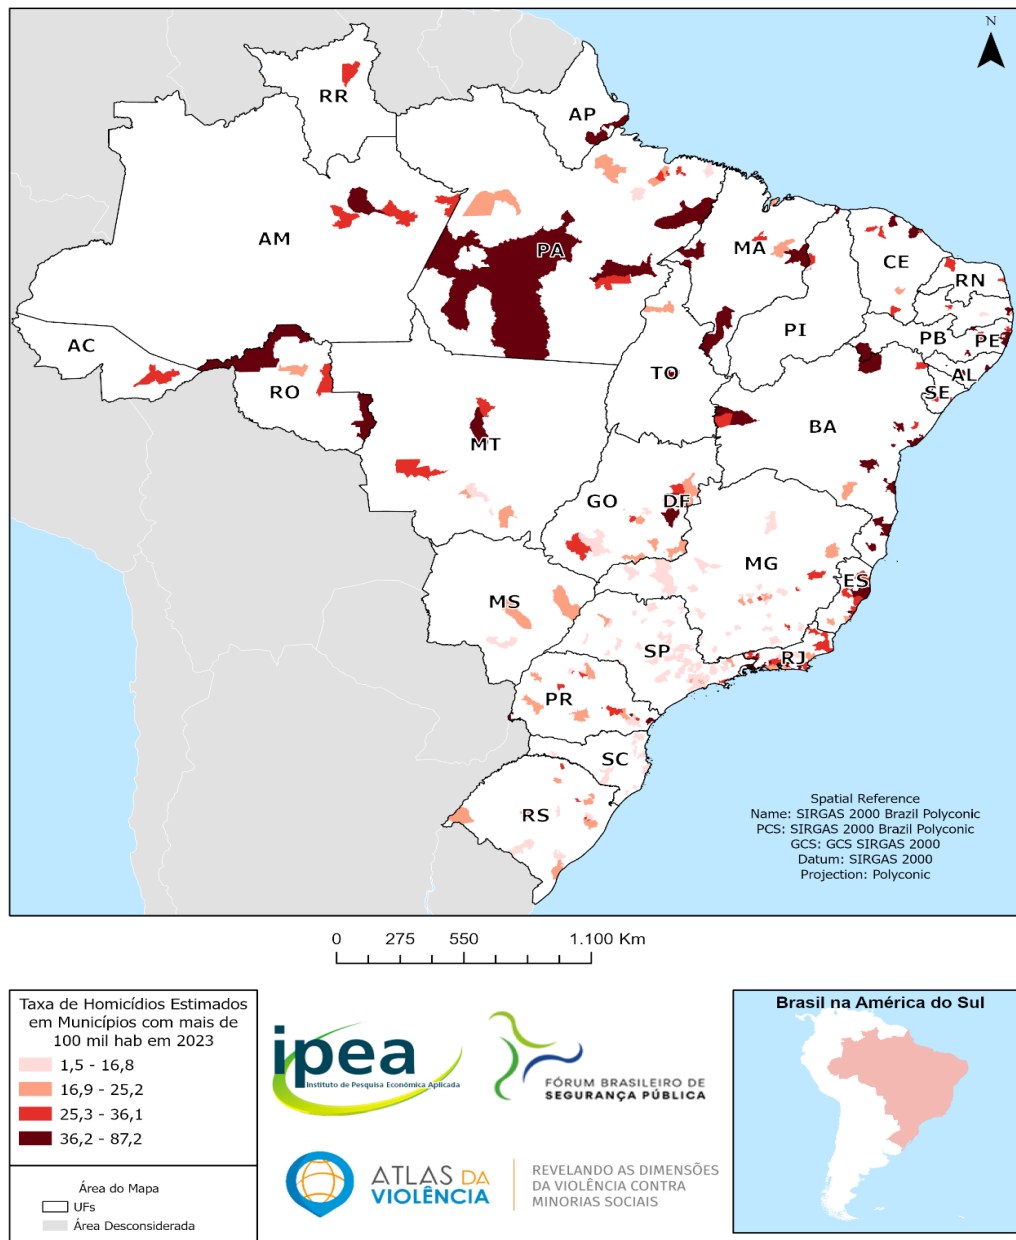 N
RR
AP
AM
PA
MA
CE
RN
PI
PB
PE
AC
TO
AL
SE
RO
BA
MT
GO
DF
MG
ES
MS
SP
RJ
PR
SC
RS
Spatial Reference
Name: SIRGAS 2000 Brazil Polyconic
PCS: SIRGAS 2000 Brazil Polyconic
GCS: GCS SIRGAS 2000
Datum: SIRGAS 2000
Projection: Polyconic
0 275 550 1.100 Km
Taxa de Homicídios Estimados
em Municípios com mais de
100 mil hab em 2023
1,5 - 16,8
16,9 - 25,2
25,3 - 36,1
36,2 - 87,2
Área do Mapa
UFs
Área Desconsiderada
ipea
Instituto de Pesquisa Econômica Aplicada
FÓRUM BRASILEIRO DE
SEGURANÇA PÚBLICA
ATLAS DA
VIOLÊNCIA
REVELANDO AS DIMENSÕES
DA VIOLÊNCIA CONTRA
MINORIAS SOCIAIS
Brasil na América do Sul